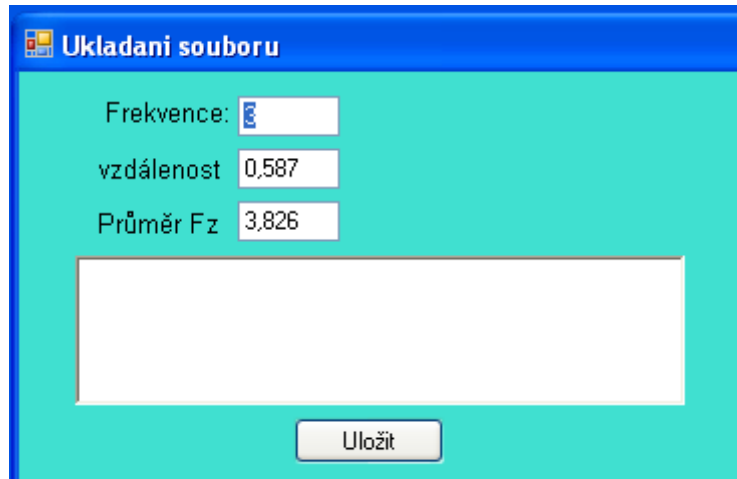 Ukladani souboru
Frekvence: 3
vzdálenost 0,587
Průměr Fz 3,826
Uložit